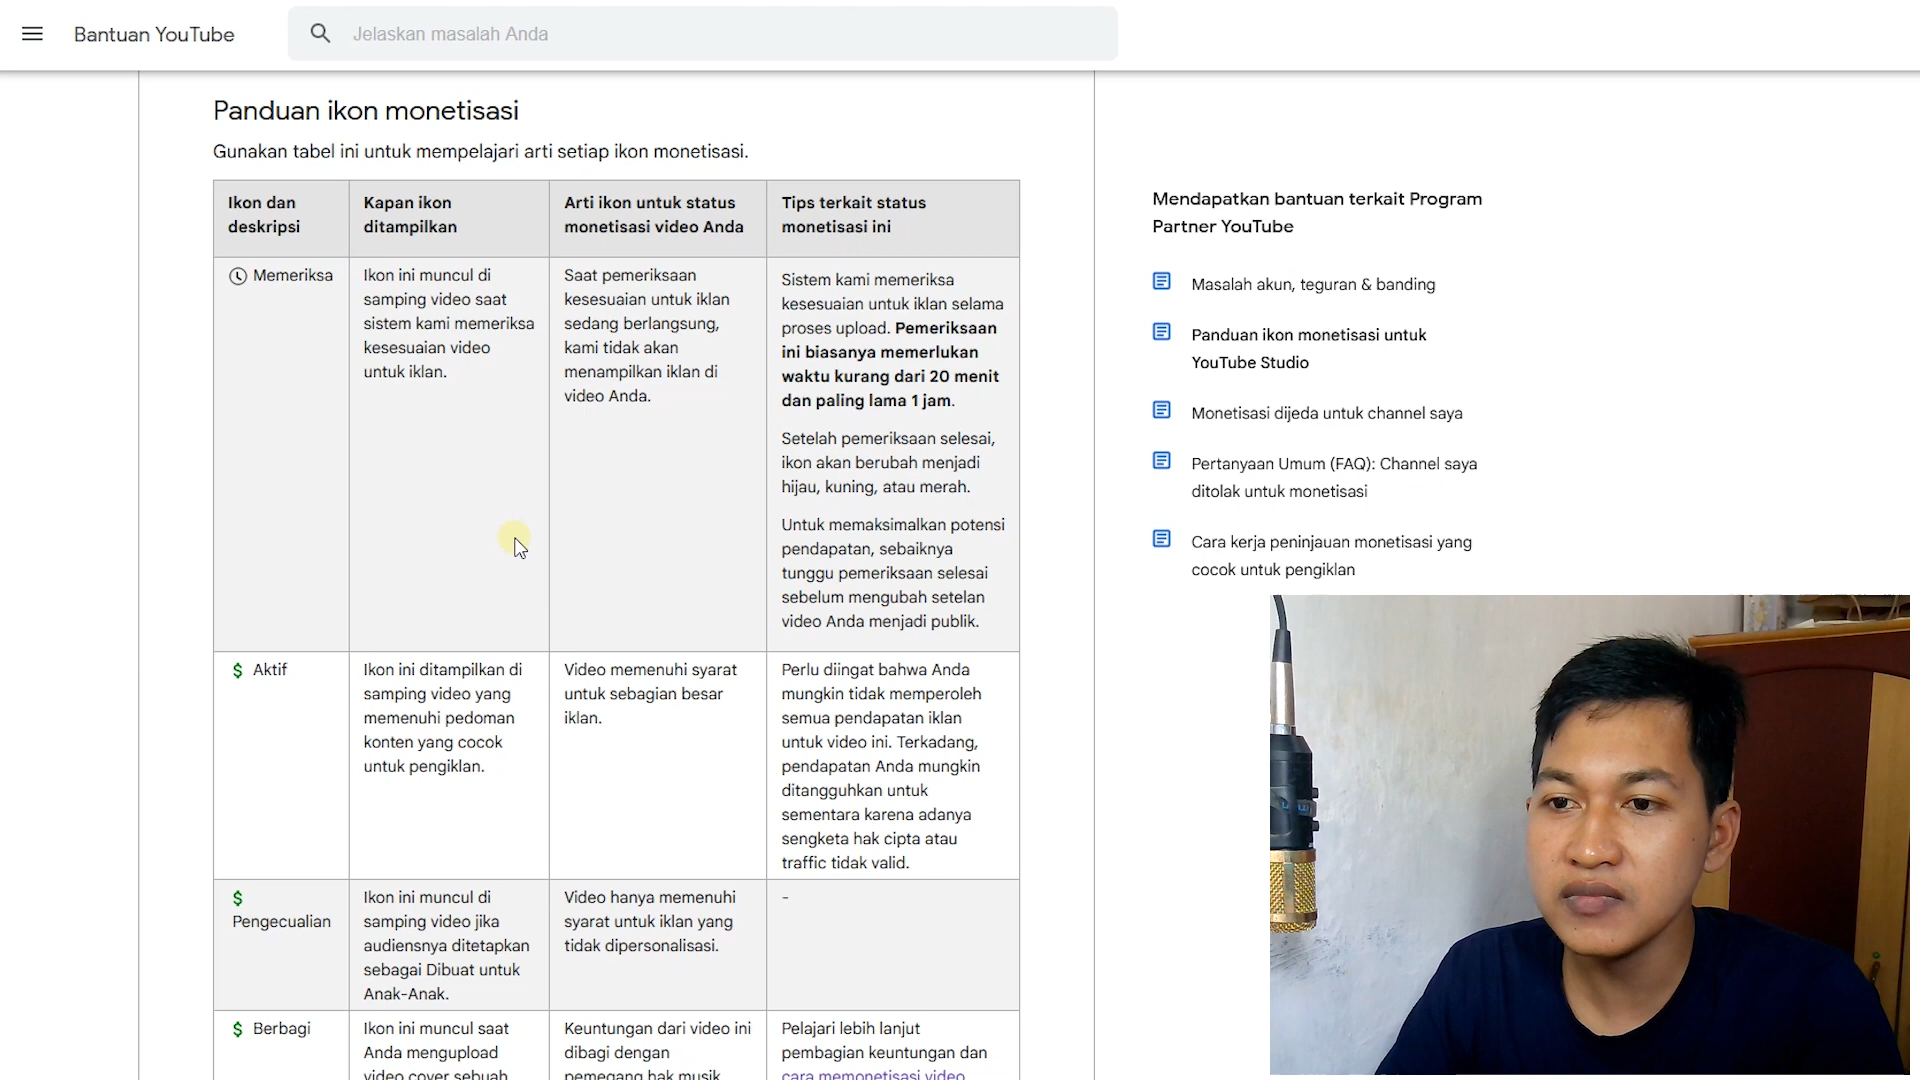 Bantuan YouTube
Jelaskan masalah Anda
Panduan ikon monetisasi
Gunakan tabel ini untuk mempelajari arti setiap ikon monetisasi.
Ikon dan
deskripsi
Kapan ikon
ditampilkan
Arti ikon untuk status
monetisasi video Anda
Tips terkait status
monetisasi ini
Memeriksa
Ikon ini muncul di
samping video saat
sistem kami memeriksa
kesesuaian video
untuk iklan.
Saat pemeriksaan
kesesuaian untuk iklan
sedang berlangsung,
kami tidak akan
menampilkan iklan di
video Anda.
Sistem kami memeriksa
kesesuaian untuk iklan selama
proses upload. Pemeriksaan
ini biasanya memerlukan
waktu kurang dari 20 menit
dan paling lama 1 jam.
Setelah pemeriksaan selesai,
ikon akan berubah menjadi
hijau, kuning, atau merah.
Untuk memaksimalkan potensi
pendapatan, sebaiknya
tunggu pemeriksaan selesai
sebelum mengubah setelan
video Anda menjadi publik.
$ Aktif
Ikon ini ditampilkan di
samping video yang
memenuhi pedoman
konten yang cocok
untuk pengiklan.
Video memenuhi syarat
untuk sebagian besar
iklan.
Perlu diingat bahwa Anda
mungkin tidak memperoleh
semua pendapatan iklan
untuk video ini. Terkadang,
pendapatan Anda mungkin
ditangguhkan untuk
sementara karena adanya
sengketa hak cipta atau
traffic tidak valid.
$
Pengecualian
Ikon ini muncul di
samping video jika
audiensnya ditetapkan
sebagai Dibuat untuk
Anak-Anak.
Video hanya memenuhi
syarat untuk iklan yang
tidak dipersonalisasi.
-
$ Berbagi
Ikon ini muncul saat
Anda mengupload
video cover sebuah
Keuntungan dari video ini
dibagi dengan
pemegang hak musik
Pelajari lebih lanjut
pembagian keuntungan dan
cara memonetisasi video
Mendapatkan bantuan terkait Program
Partner YouTube
Masalah akun, teguran & banding
Panduan ikon monetisasi untuk
YouTube Studio
Monetisasi dijeda untuk channel saya
Pertanyaan Umum (FAQ): Channel saya
ditolak untuk monetisasi
Cara kerja peninjauan monetisasi yang
cocok untuk pengiklan